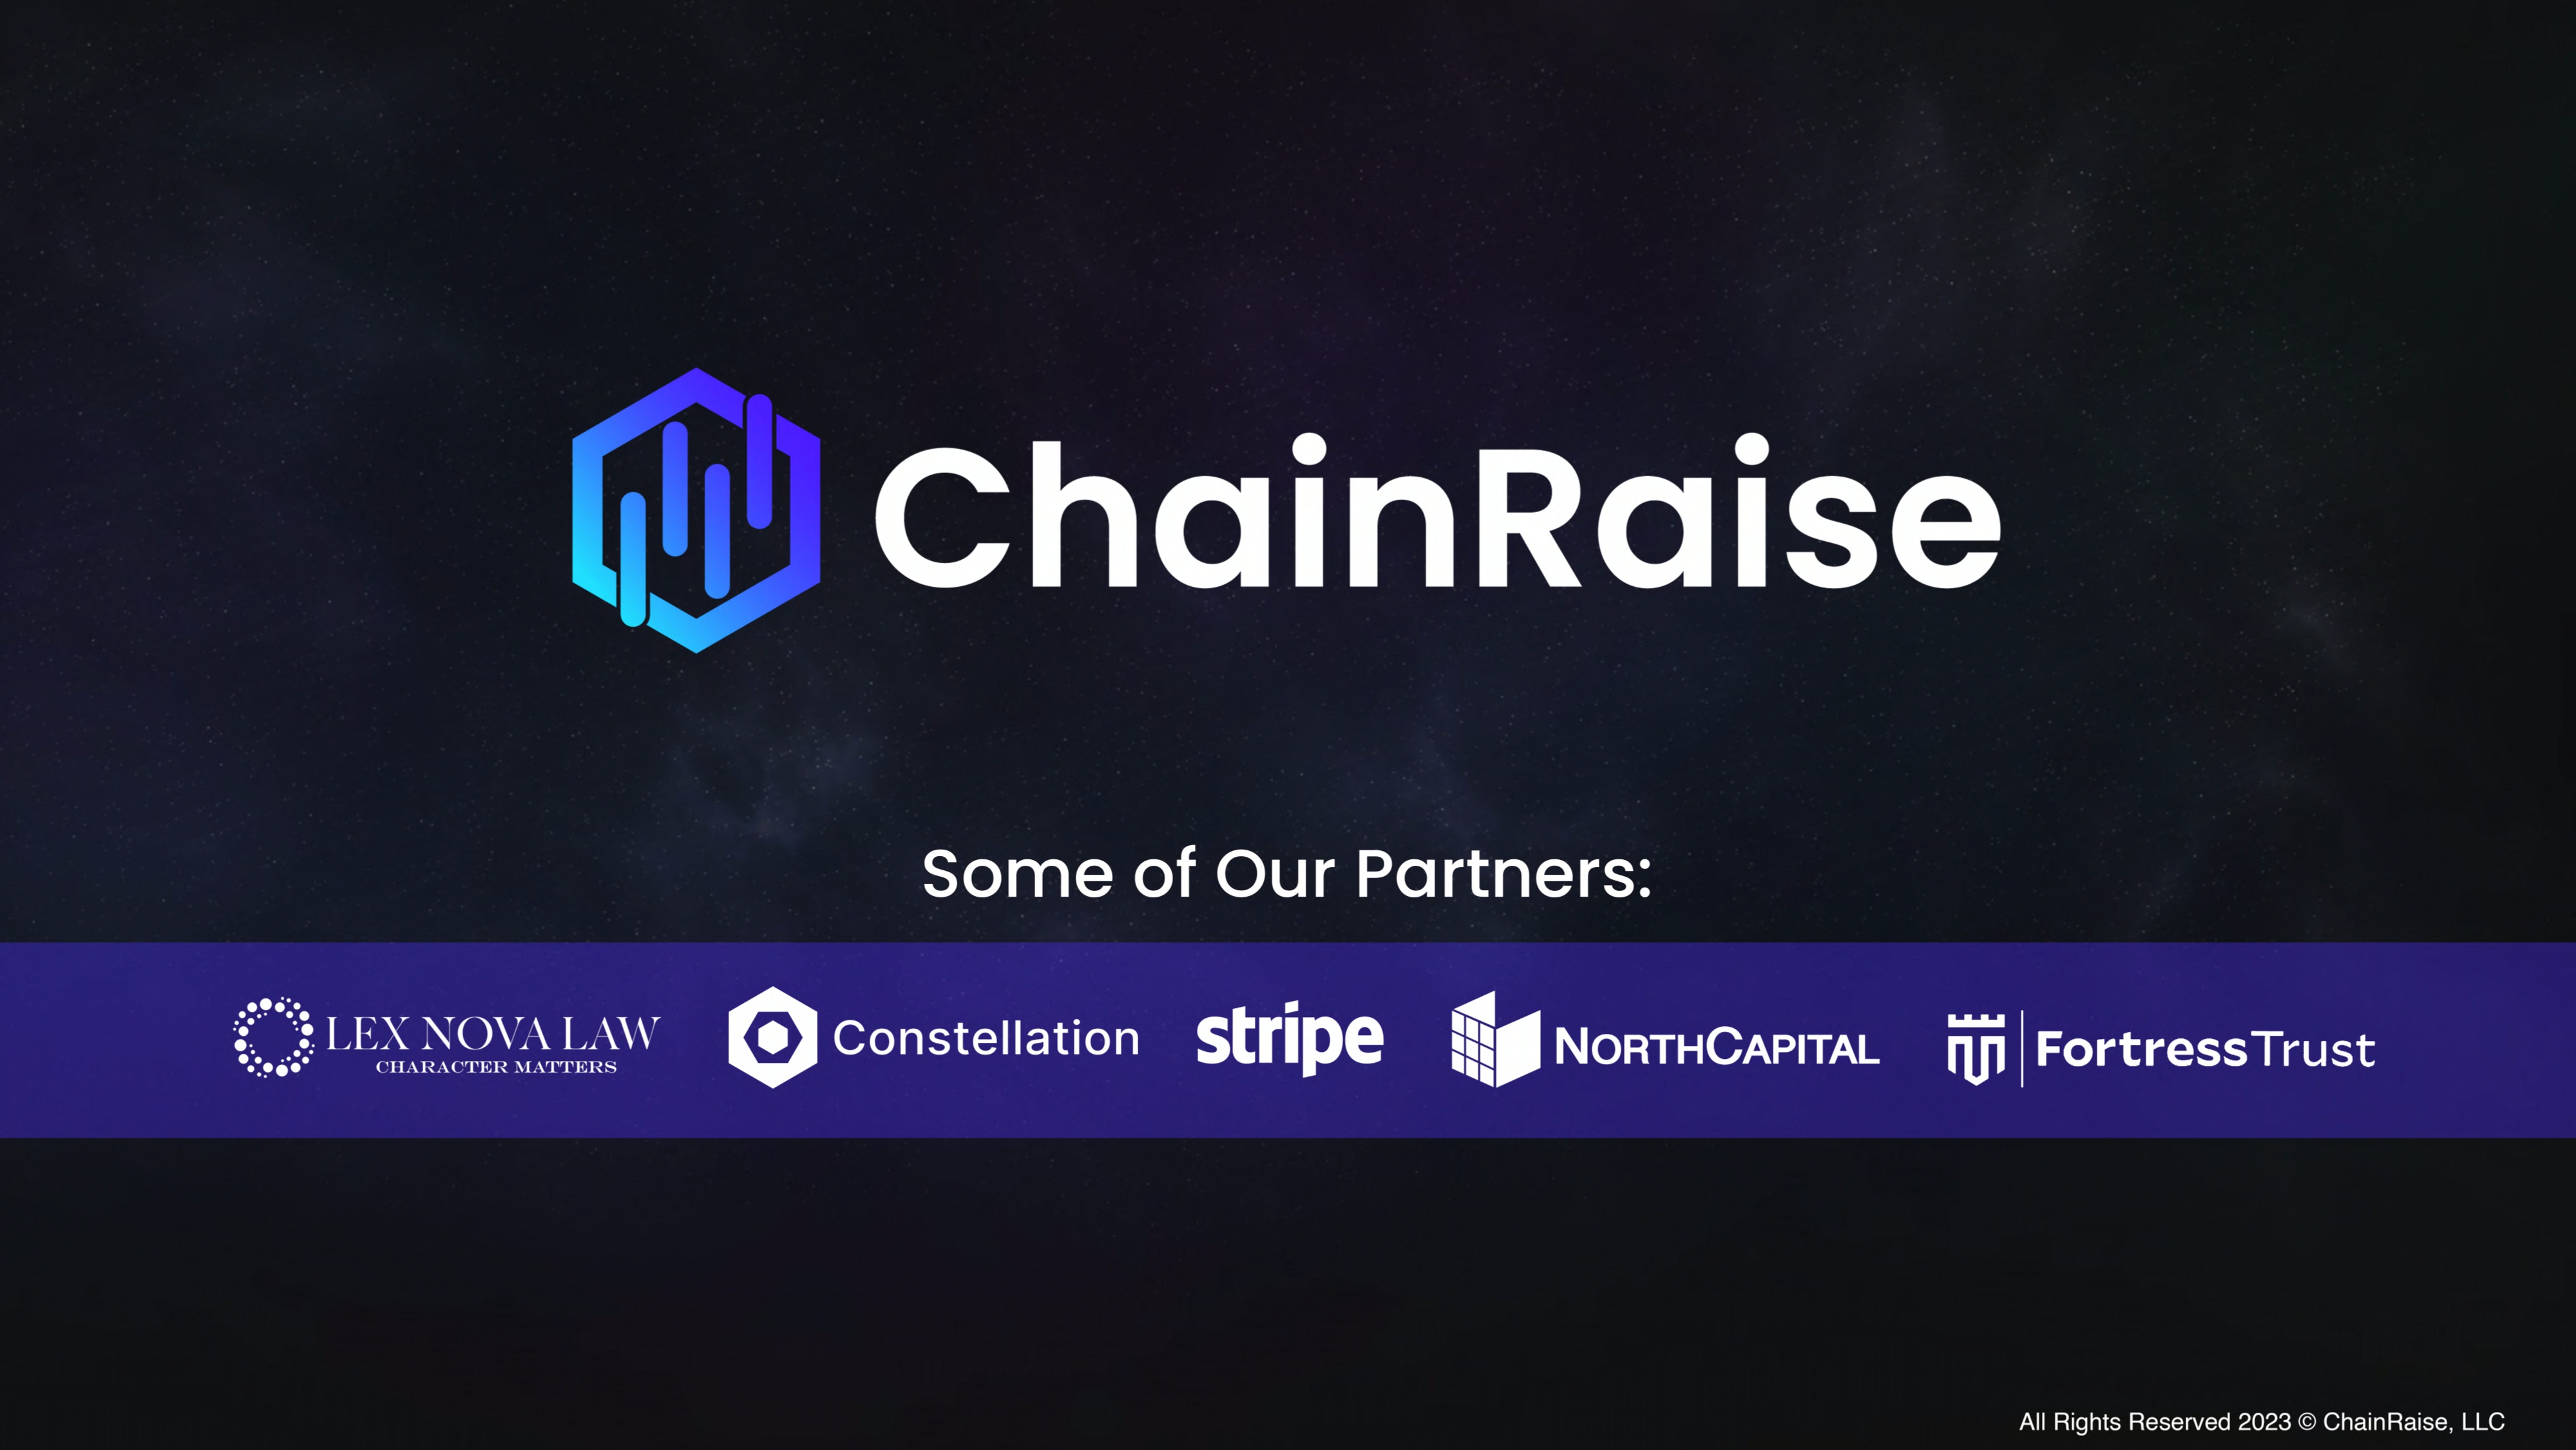 ChainRaise
Some of Our Partners:
LEX NOVA LAW
CHARACTER MATTERS
Constellation
stripe
NORTHCAPITAL
FortressTrust
All Rights Reserved 2023 © ChainRaise, LLC